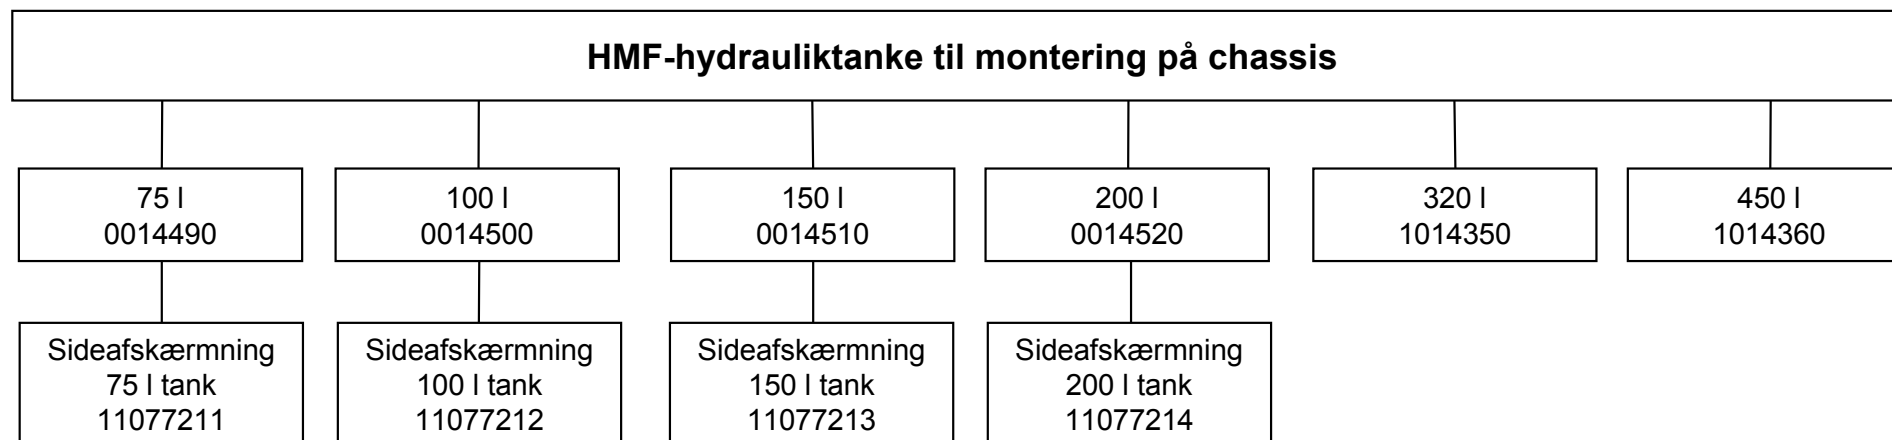 HMF-hydrauliktanke til montering på chassis
75 l
0014490
100 l
0014500
150 l
0014510
200 l
0014520
320 l
1014350
450 l
1014360
Sideafskærmning
75 l tank
11077211
Sideafskærmning
100 l tank
11077212
Sideafskærmning
150 l tank
11077213
Sideafskærmning
200 l tank
11077214